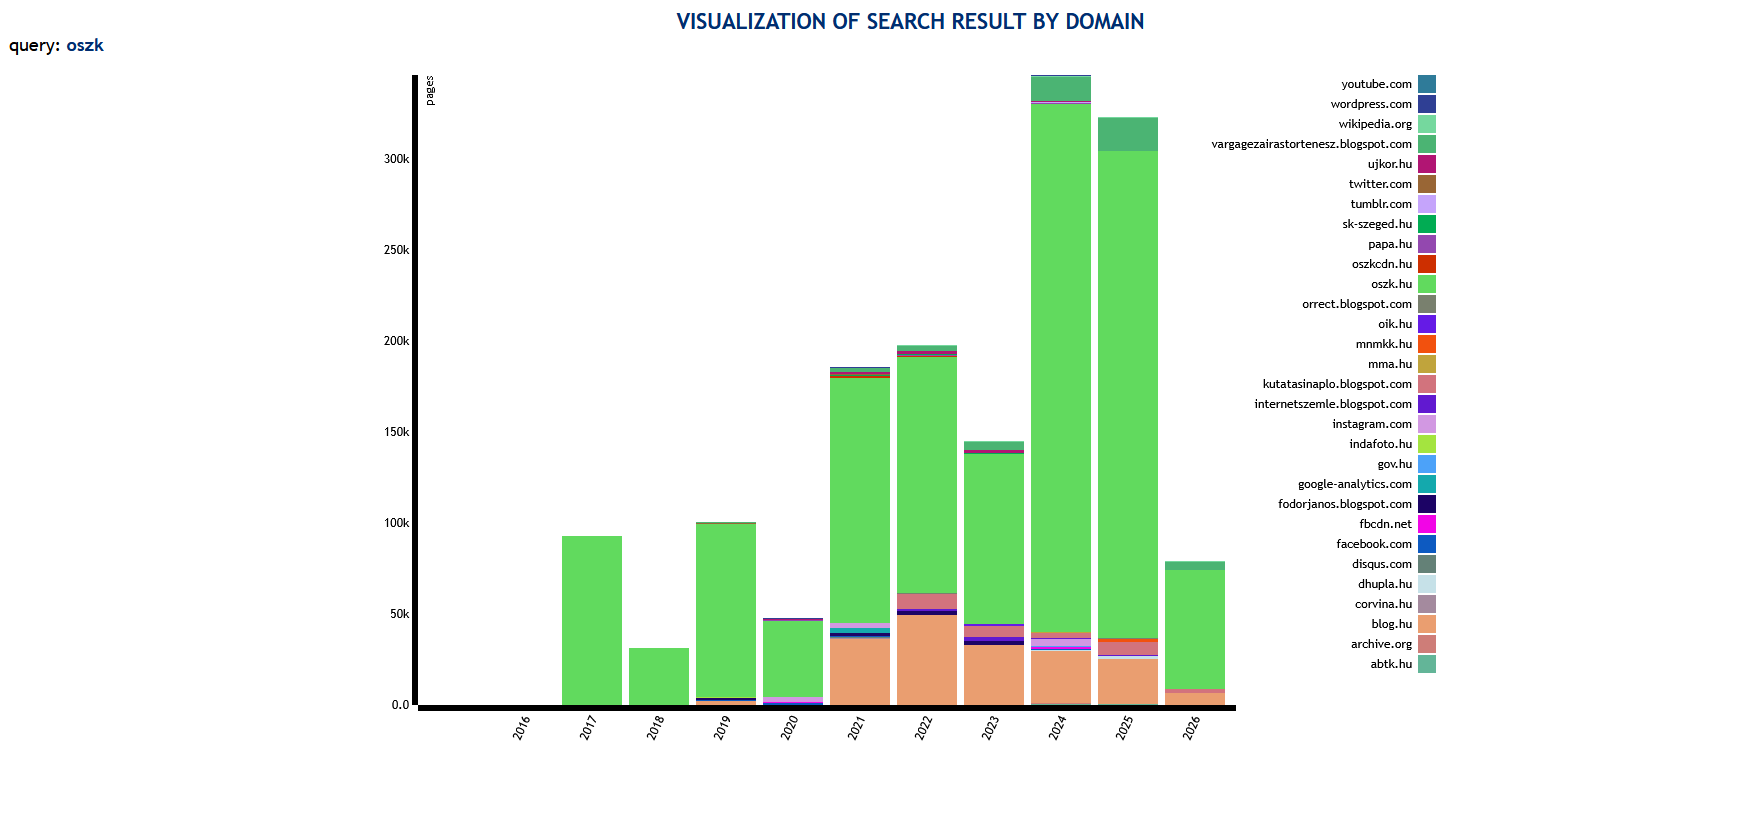 VISUALIZATION OF SEARCH RESULT BY DOMAIN
query: oszk
pages
300k
250k
200k
150k
100k
50k
0.0
2016
2017
2018
2019
2020
2021
2022
2023
2024
2025
2026
youtube.com
wordpress.com
wikipedia.org
vargagezairastortenesz.blogspot.com
ujkor.hu
twitter.com
tumblr.com
sk-szeged.hu
papa.hu
oszkcdn.hu
oszk.hu
orrect.blogspot.com
oik.hu
mnmkk.hu
mma.hu
kutatasinaplo.blogspot.com
internetszemle.blogspot.com
instagram.com
indafoto.hu
gov.hu
google-analytics.com
fodorjanos.blogspot.com
fbcdn.net
facebook.com
disqus.com
dhupla.hu
corvina.hu
blog.hu
archive.org
abtk.hu